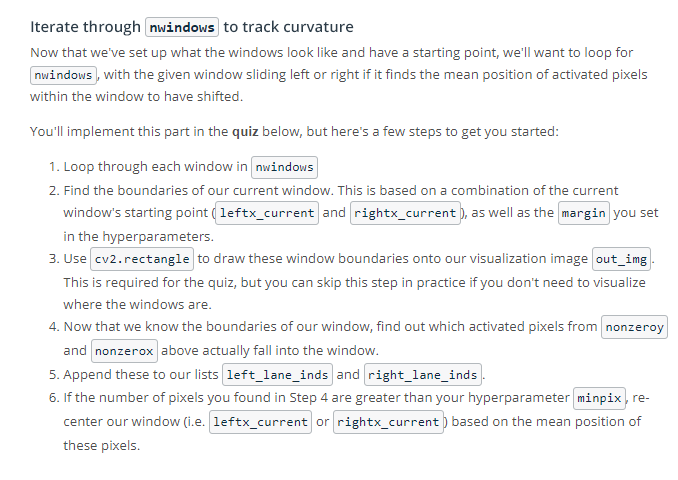 Iterate through nwindows to track curvature
Now that we've set up what the windows look like and have a starting point, we'll want to loop for
nwindows, with the given window sliding left or right if it finds the mean position of activated pixels
within the window to have shifted.
You'll implement this part in the quiz below, but here's a few steps to get you started:
1. Loop through each window in nwindows
2. Find the boundaries of our current window. This is based on a combination of the current
window's starting point (leftx_current and rightx_current), as well as the margin you set
in the hyperparameters.
3. Use cv2.rectangle to draw these window boundaries onto our visualization image out_img.
This is required for the quiz, but you can skip this step in practice if you don't need to visualize
where the windows are.
4. Now that we know the boundaries of our window, find out which activated pixels from nonzeroy
and nonzerox above actually fall into the window.
5. Append these to our lists left_lane_inds and right_lane_inds.
6. If the number of pixels you found in Step 4 are greater than your hyperparameter minpix, re-
center our window (i.e. leftx_current or rightx_current) based on the mean position of
these pixels.